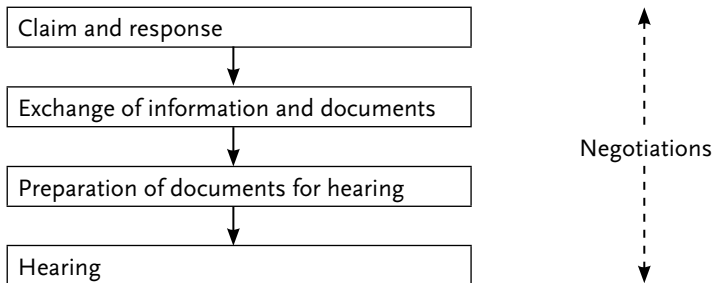 Claim and response
Exchange of information and documents
Negotiations
Preparation of documents for hearing
Hearing